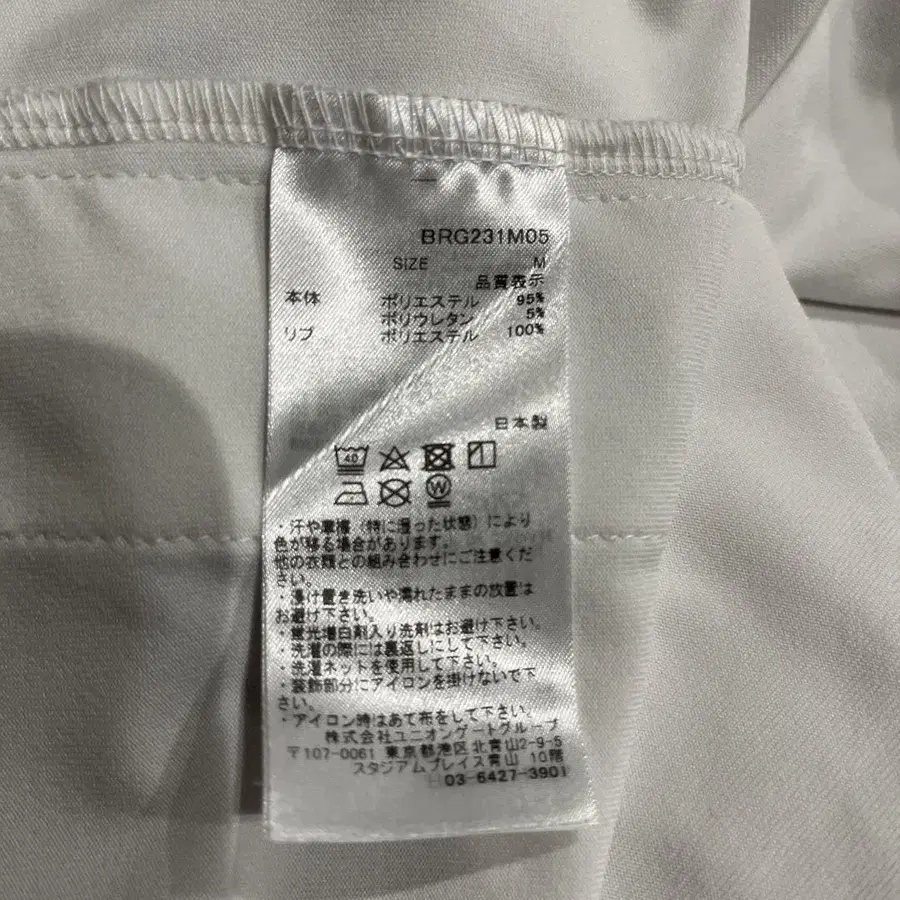 BRG231M05
SIZE M
品質表示
本体 ポリエステル 95%
ポリウレタン 5%
リブ ポリエステル 100%
日本製
40
W
・汗や摩擦(特に湿った状態)により
色が移る場合があります。
他の衣類との組み合わせにご注意くだ
さい。
・浸け置き洗いや濡れたままの放置は
お避け下さい。
・蛍光増白剤入り洗剤はお避け下さい。
・洗濯の際には裏返しにして下さい。
・洗濯ネットを使用して下さい。
・装飾部分にアイロンを掛けないで下
さい。
・アイロン時はあて布をして下さい。
株式会社ユニオンゲートグループ
〒107-0061 東京都港区北青山2-9-5
スタジアムプレイス青山 10階
03-6427-3901